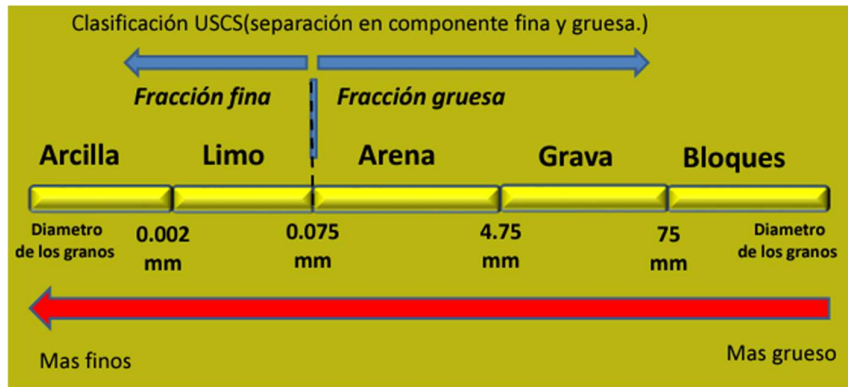 Clasificación USCS(separación en componente fina y gruesa.)
Fracción fina Fracción gruesa
Arcilla Limo Arena Grava Bloques
Diametro de los granos 0.002 mm 0.075 mm 4.75 mm 75 mm Diametro de los granos
Mas finos Mas grueso